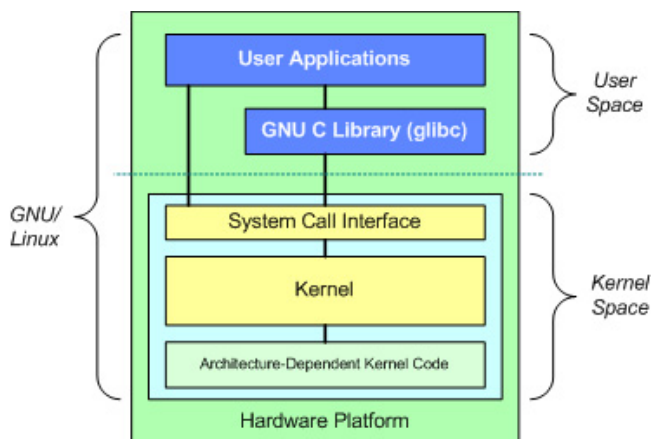 User Applications
User
Space
GNU C Library (glibc)
GNU/
Linux
System Call Interface
Kernel
Kernel
Space
Architecture-Dependent Kernel Code
Hardware Platform